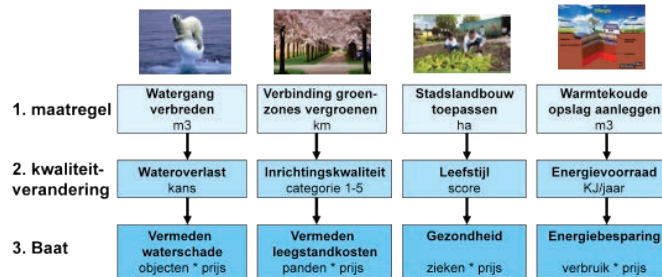 1. maatregel
Watergang
verbreden
m3
Verbinding groen-
zones vergroenen
km
Stadslandbouw
toepassen
ha
Warmtekoude
opslag aanleggen
m3
2. kwaliteit-
verandering
Wateroverlast
kans
Inrichtingskwaliteit
categorie 1-5
Leefstijl
score
Energievoorraad
KJ/jaar
3. Baat
Vermeden
waterschade
objecten * prijs
Vermeden
leegstandkosten
panden * prijs
Gezondheid
zieken * prijs
Energiebesparing
verbruik * prijs